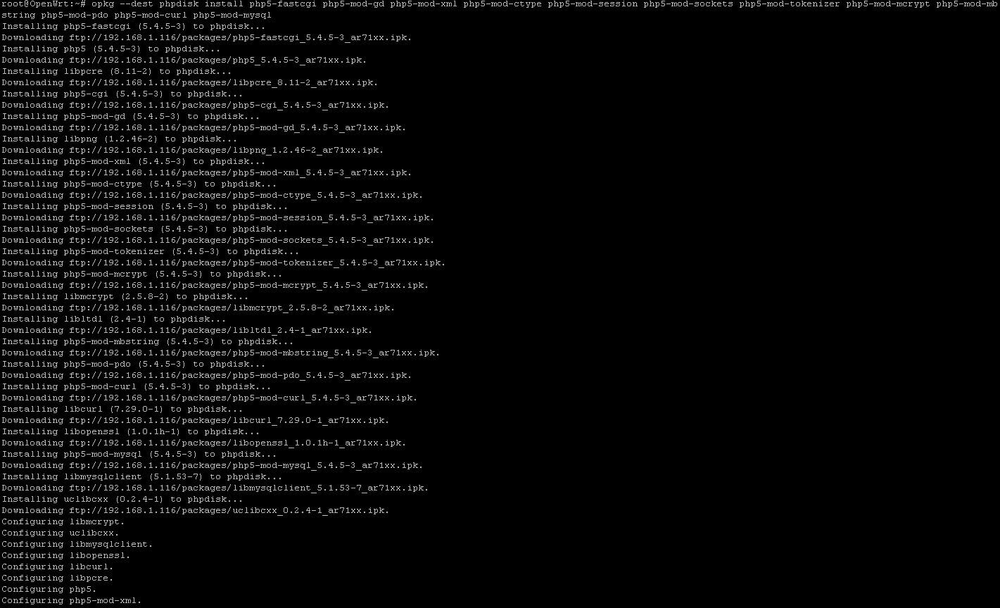 root@OpenWrt:~# opkg --dest phpdisk install php5-fastcgi php5-mod-gd php5-mod-xml php5-mod-ctype php5-mod-session php5-mod-sockets php5-mod-tokenizer php5-mod-mcrypt php5-mod-mb
string php5-mod-pdo php5-mod-curl php5-mod-mysql
Installing php5-fastcgi (5.4.5-3) to phpdisk...
Downloading ftp://192.168.1.116/packages/php5-fastcgi_5.4.5-3_ar71xx.ipk.
Installing php5 (5.4.5-3) to phpdisk...
Downloading ftp://192.168.1.116/packages/php5_5.4.5-3_ar71xx.ipk.
Installing libpcre (8.11-2) to phpdisk...
Downloading ftp://192.168.1.116/packages/libpcre_8.11-2_ar71xx.ipk.
Installing php5-cgi (5.4.5-3) to phpdisk...
Downloading ftp://192.168.1.116/packages/php5-cgi_5.4.5-3_ar71xx.ipk.
Installing php5-mod-gd (5.4.5-3) to phpdisk...
Downloading ftp://192.168.1.116/packages/php5-mod-gd_5.4.5-3_ar71xx.ipk.
Installing libpng (1.2.46-2) to phpdisk...
Downloading ftp://192.168.1.116/packages/libpng_1.2.46-2_ar71xx.ipk.
Installing php5-mod-xml (5.4.5-3) to phpdisk...
Downloading ftp://192.168.1.116/packages/php5-mod-xml_5.4.5-3_ar71xx.ipk.
Installing php5-mod-ctype (5.4.5-3) to phpdisk...
Downloading ftp://192.168.1.116/packages/php5-mod-ctype_5.4.5-3_ar71xx.ipk.
Installing php5-mod-session (5.4.5-3) to phpdisk...
Downloading ftp://192.168.1.116/packages/php5-mod-session_5.4.5-3_ar71xx.ipk.
Installing php5-mod-sockets (5.4.5-3) to phpdisk...
Downloading ftp://192.168.1.116/packages/php5-mod-sockets_5.4.5-3_ar71xx.ipk.
Installing php5-mod-tokenizer (5.4.5-3) to phpdisk...
Downloading ftp://192.168.1.116/packages/php5-mod-tokenizer_5.4.5-3_ar71xx.ipk.
Installing php5-mod-mcrypt (5.4.5-3) to phpdisk...
Downloading ftp://192.168.1.116/packages/php5-mod-mcrypt_5.4.5-3_ar71xx.ipk.
Installing libmcrypt (2.5.8-2) to phpdisk...
Downloading ftp://192.168.1.116/packages/libmcrypt_2.5.8-2_ar71xx.ipk.
Installing libltdl (2.4-1) to phpdisk...
Downloading ftp://192.168.1.116/packages/libltdl_2.4-1_ar71xx.ipk.
Installing php5-mod-mbstring (5.4.5-3) to phpdisk...
Downloading ftp://192.168.1.116/packages/php5-mod-mbstring_5.4.5-3_ar71xx.ipk.
Installing php5-mod-pdo (5.4.5-3) to phpdisk...
Downloading ftp://192.168.1.116/packages/php5-mod-pdo_5.4.5-3_ar71xx.ipk.
Installing php5-mod-curl (5.4.5-3) to phpdisk...
Downloading ftp://192.168.1.116/packages/php5-mod-curl_5.4.5-3_ar71xx.ipk.
Installing libcurl (7.29.0-1) to phpdisk...
Downloading ftp://192.168.1.116/packages/libcurl_7.29.0-1_ar71xx.ipk.
Installing libopenssl (1.0.1h-1) to phpdisk...
Downloading ftp://192.168.1.116/packages/libopenssl_1.0.1h-1_ar71xx.ipk.
Installing php5-mod-mysql (5.4.5-3) to phpdisk...
Downloading ftp://192.168.1.116/packages/php5-mod-mysql_5.4.5-3_ar71xx.ipk.
Installing libmysqlclient (5.1.53-7) to phpdisk...
Downloading ftp://192.168.1.116/packages/libmysqlclient_5.1.53-7_ar71xx.ipk.
Installing uclibcxx (0.2.4-1) to phpdisk...
Downloading ftp://192.168.1.116/packages/uclibcxx_0.2.4-1_ar71xx.ipk.
Configuring libmcrypt.
Configuring uclibcxx.
Configuring libmysqlclient.
Configuring libopenssl.
Configuring libcurl.
Configuring libpcre.
Configuring php5.
Configuring php5-mod-xml.